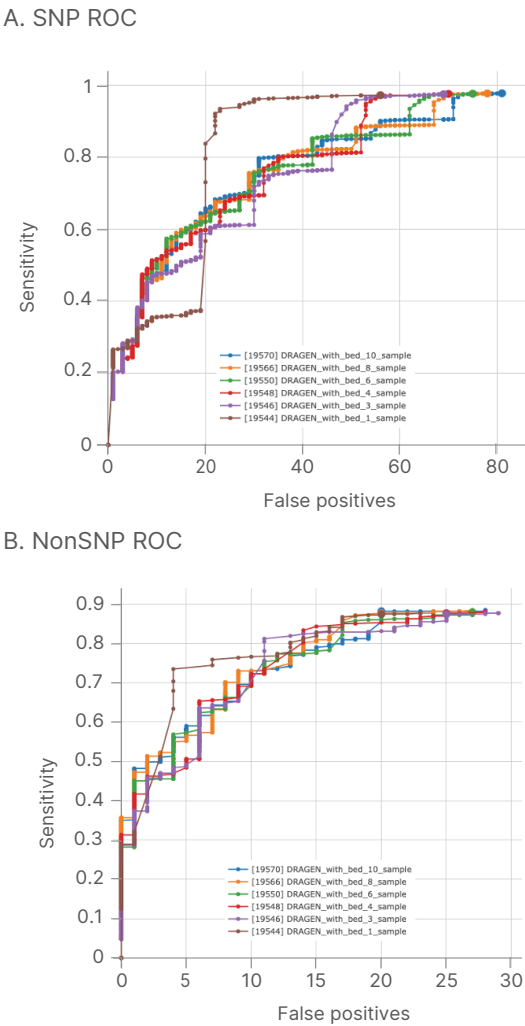 A. SNP ROC
1
0.8
0.6
0.4
0.2
0
Sensitivity
[19570] DRAGEN_with_bed_10_sample
[19566] DRAGEN_with_bed_8_sample
[19550] DRAGEN_with_bed_6_sample
[19548] DRAGEN_with_bed_4_sample
[19546] DRAGEN_with_bed_3_sample
[19544] DRAGEN_with_bed_1_sample
0 20 40 60 80
False positives
B. NonSNP ROC
0.9
0.8
0.7
0.6
0.5
0.4
0.3
0.2
0.1
0
Sensitivity
[19570] DRAGEN_with_bed_10_sample
[19566] DRAGEN_with_bed_8_sample
[19550] DRAGEN_with_bed_6_sample
[19548] DRAGEN_with_bed_4_sample
[19546] DRAGEN_with_bed_3_sample
[19544] DRAGEN_with_bed_1_sample
0 5 10 15 20 25 30
False positives